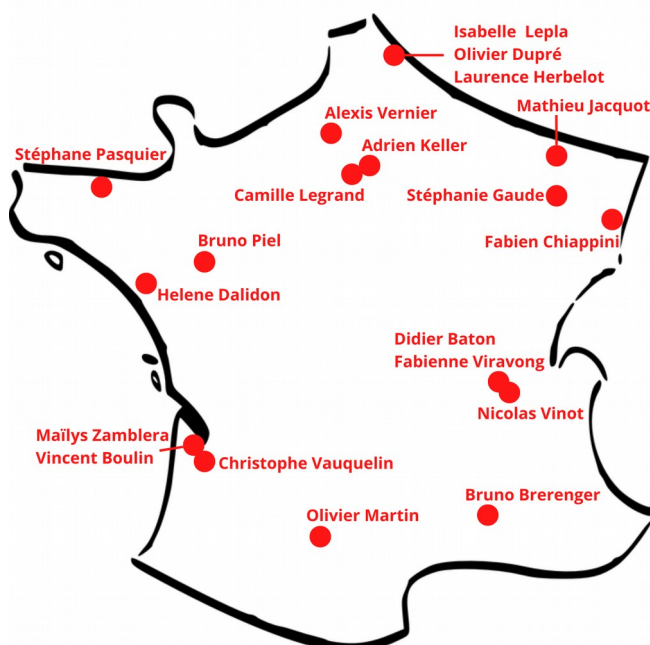 Isabelle Lepla
Olivier Dupré
Laurence Herbelot
Mathieu Jacquot
Alexis Vernier
Adrien Keller
Stéphane Pasquier
Camille Legrand
Stéphanie Gaude
Bruno Piel
Fabien Chiappini
Helene Dalidon
Didier Baton
Fabienne Viravong
Nicolas Vinot
Maïlys Zamblera
Vincent Boulin
Christophe Vauquelin
Bruno Brerenger
Olivier Martin